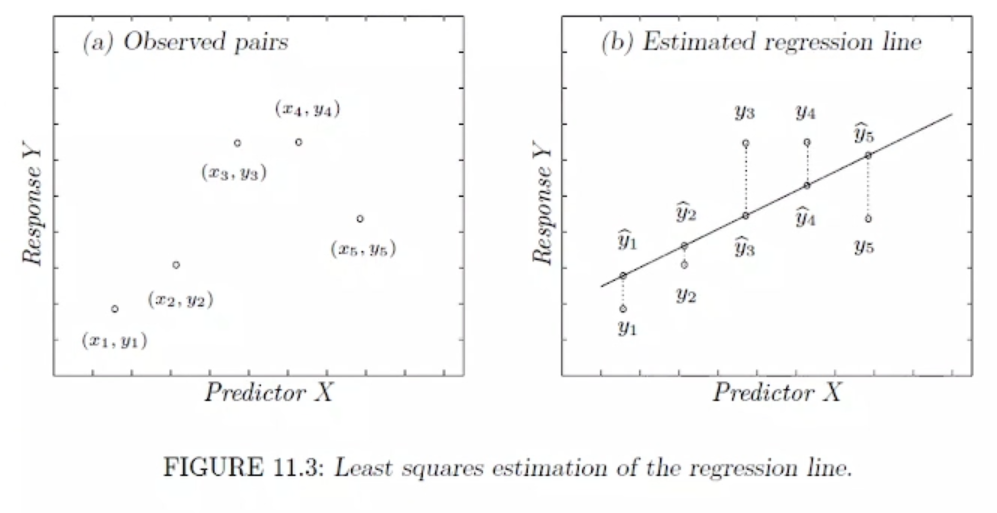 (a) Observed pairs
(x₄, y₄)
(x₃, y₃)
(x₅, y₅)
(x₂, y₂)
(x₁, y₁)
Response Y
Predictor X
(b) Estimated regression line
y₃
y₄
ŷ₅
ŷ₂
ŷ₄
ŷ₁
ŷ₃
y₅
y₂
y₁
Response Y
Predictor X
FIGURE 11.3: Least squares estimation of the regression line.